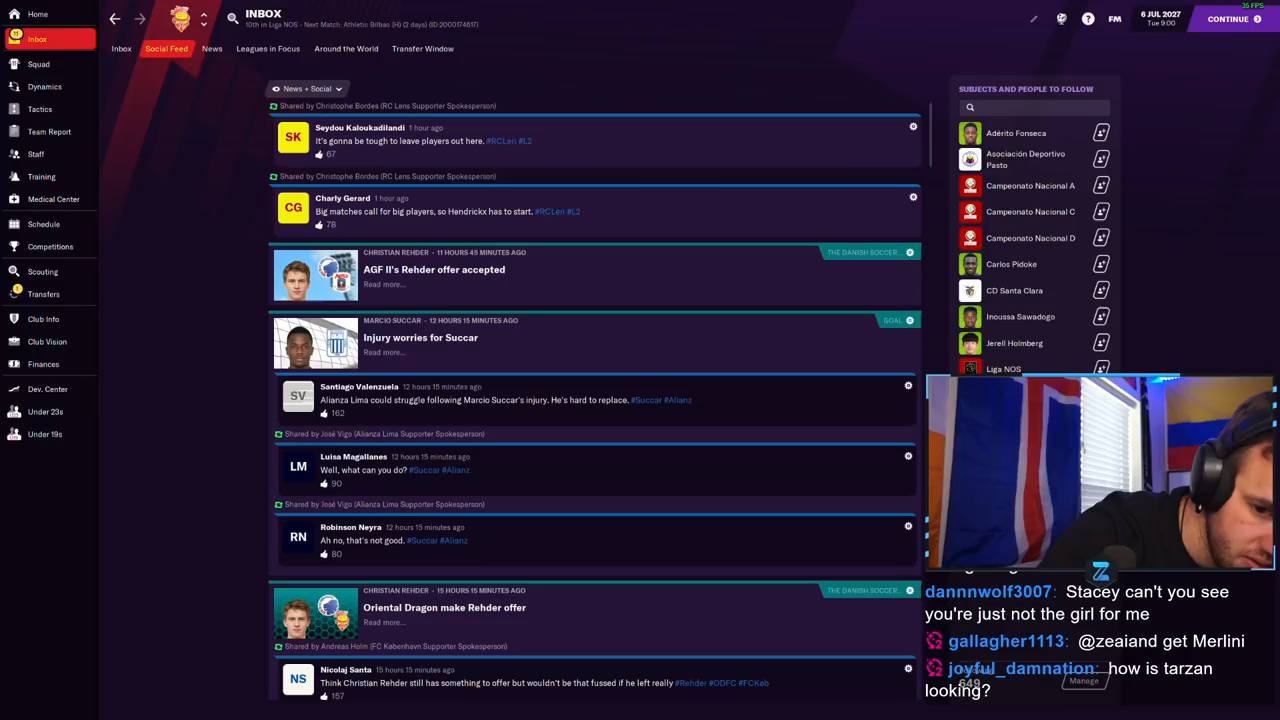 Home
INBOX
10th in Liga NOS - Next Match: Athletic Bilbao (H) (2 days) (ID:2000174617)
35 FPS
FM
6 JUL 2027
Tue 9:00
CONTINUE
11
Inbox
Squad
Dynamics
Tactics
Team Report
Staff
Training
Medical Center
Schedule
Competitions
Scouting
1
Transfers
Club Info
Club Vision
Finances
Dev. Center
Under 23s
Under 19s
Inbox
Social Feed
News
Leagues in Focus
Around the World
Transfer Window
News + Social
Shared by Christophe Bordes (RC Lens Supporter Spokesperson)
SK
Seydou Kaloukadilandi 1 hour ago
It's gonna be tough to leave players out here. #RCLen #L2
67
Shared by Christophe Bordes (RC Lens Supporter Spokesperson)
CG
Charly Gerard 1 hour ago
Big matches call for big players, so Hendrickx has to start. #RCLen #L2
78
CHRISTIAN REHDER - 11 HOURS 45 MINUTES AGO
THE DANISH SOCCER...
AGF II's Rehder offer accepted
Read more...
MARCIO SUCCAR - 12 HOURS 15 MINUTES AGO
GOAL
Injury worries for Succar
Read more...
SV
Santiago Valenzuela 12 hours 15 minutes ago
Alianza Lima could struggle following Marcio Succar's injury. He's hard to replace. #Succar #Alianz
162
Shared by José Vigo (Alianza Lima Supporter Spokesperson)
LM
Luisa Magallanes 12 hours 15 minutes ago
Well, what can you do? #Succar #Alianz
90
Shared by José Vigo (Alianza Lima Supporter Spokesperson)
RN
Robinson Neyra 12 hours 15 minutes ago
Ah no, that's not good. #Succar #Alianz
80
CHRISTIAN REHDER - 15 HOURS 15 MINUTES AGO
THE DANISH SOCCER...
Oriental Dragon make Rehder offer
Read more...
Shared by Andreas Holm (FC København Supporter Spokesperson)
NS
Nicolaj Santa 15 hours 15 minutes ago
Think Christian Rehder still has something to offer but wouldn't be that fussed if he left really #Rehder #ODFC #FCKøb
157
SUBJECTS AND PEOPLE TO FOLLOW
Adérito Fonseca
Asociación Deportivo
Pasto
Campeonato Nacional A
Campeonato Nacional C
Campeonato Nacional D
Carlos Pidoke
CD Santa Clara
Inoussa Sawadogo
Jerell Holmberg
Liga NOS
dannnwolf3007: Stacey can't you see
you're just not the girl for me
gallagher1113: @zeaiand get Merlini
joyful_damnation: how is tarzan
looking?
649
Manage